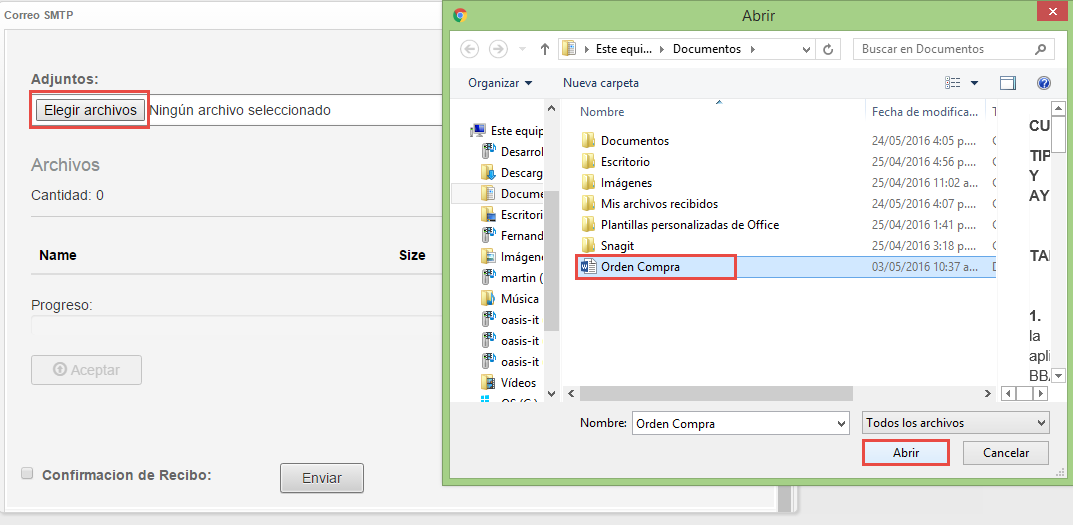 Correo SMTP
Adjuntos:
Elegir archivos Ningún archivo seleccionado
Archivos
Cantidad: 0
Name Size
Progreso:
Aceptar
Confirmacion de Recibo:
Enviar
Abrir
Este equi... Documentos
Buscar en Documentos
Organizar Nueva carpeta
Este equip
Desarrol
Descarg
Docume
Escritori
Fernand
Imágene
martin (
Música
oasis-it
oasis-it
oasis-it
Vídeos
Nombre Fecha de modifica... T
Documentos 24/05/2016 4:05 p....
Escritorio 25/04/2016 4:56 p....
Imágenes 25/04/2016 11:02 a...
Mis archivos recibidos 24/05/2016 4:07 p....
Plantillas personalizadas de Office 25/04/2016 1:41 p....
Snagit 25/04/2016 3:18 p....
Orden Compra 03/05/2016 10:37 a...
CU
TIP
Y
AY
TAI
1.
la
apli
BB
Nombre: Orden Compra Todos los archivos
Abrir Cancelar